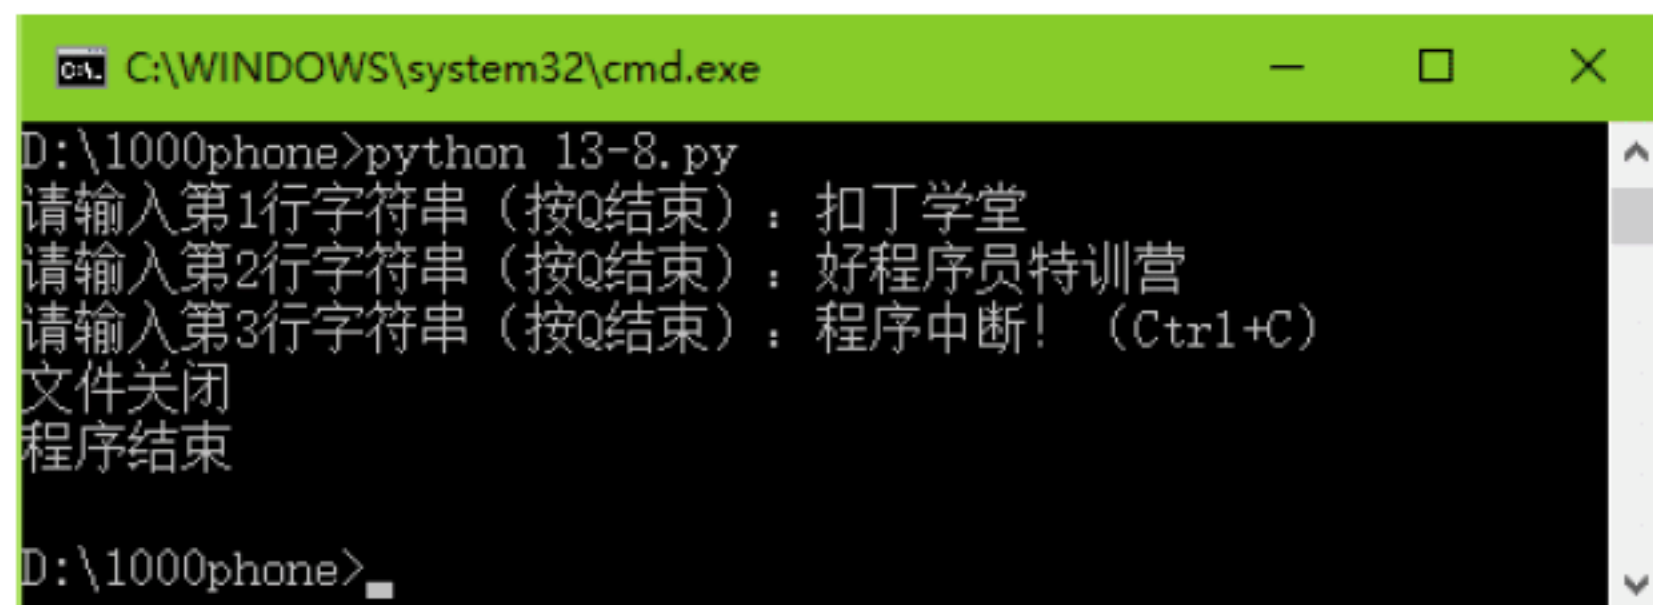 C:\WINDOWS\system32\cmd.exe
D:\1000phone>python 13-8.py
请输入第1行字符串（按Q结束）：扣丁学堂
请输入第2行字符串（按Q结束）：好程序员特训营
请输入第3行字符串（按Q结束）：程序中断！（Ctrl+C）
文件关闭
程序结束
D:\1000phone>